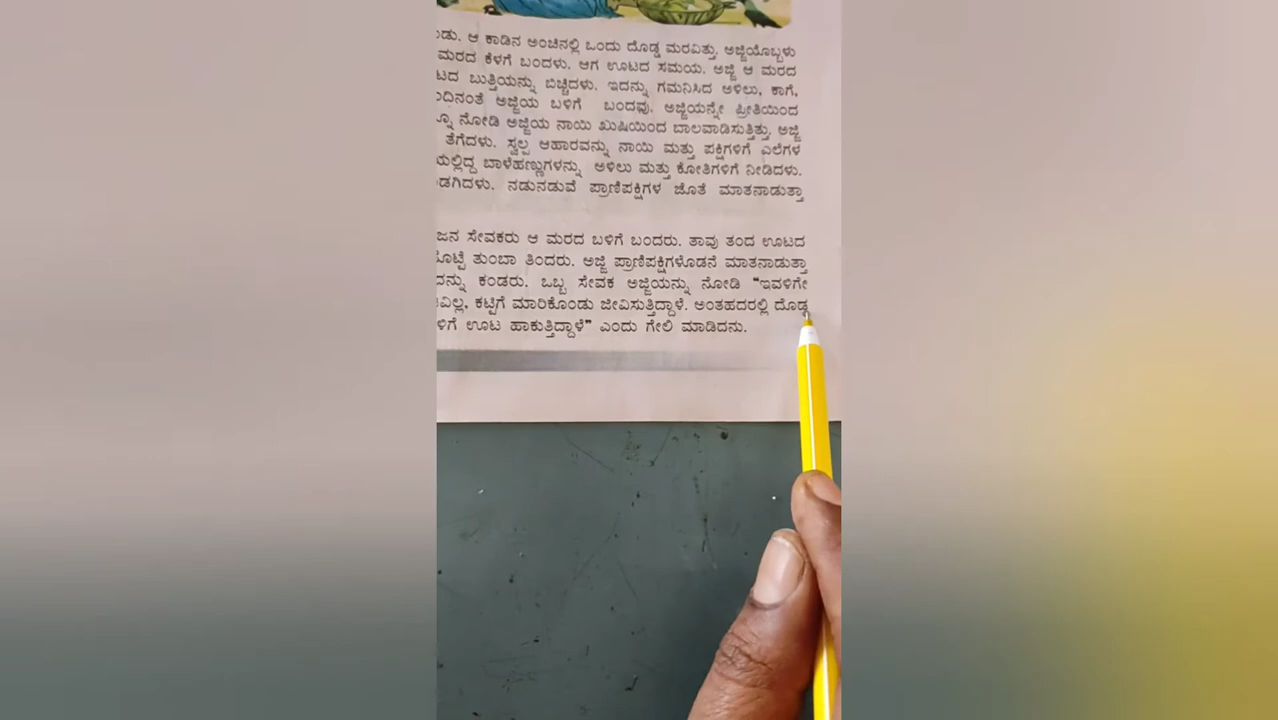 ಆ ಕಾಡಿನ ಅಂಚಿನಲ್ಲಿ ಒಂದು ದೊಡ್ಡ ಮರವಿತ್ತು. ಅಜ್ಜಿಯೊಬ್ಬಳು
ಮರದ ಕೆಳಗೆ ಬಂದಳು. ಆಗ ಊಟದ ಸಮಯ. ಅಜ್ಜಿ ಆ ಮರದ
ಬುತ್ತಿಯನ್ನು ಬಿಚ್ಚಿದಳು. ಇದನ್ನು ಗಮನಿಸಿದ ಅಳಿಲು, ಕಾಗೆ,
ಅಜ್ಜಿಯ ಬಳಿಗೆ ಬಂದವು. ಅಜ್ಜಿಯನ್ನೇ ಪ್ರೀತಿಯಿಂದ
ನೋಡಿ ಅಜ್ಜಿಯ ನಾಯಿ ಖುಷಿಯಿಂದ ಬಾಲವಾಡಿಸುತ್ತಿತ್ತು. ಅಜ್ಜಿ
ತೆಗೆದಳು. ಸ್ವಲ್ಪ ಆಹಾರವನ್ನು ನಾಯಿ ಮತ್ತು ಪಕ್ಷಿಗಳಿಗೆ ಎಲೆಗಳ
ಯಲ್ಲಿದ್ದ ಬಾಳೆಹಣ್ಣುಗಳನ್ನು ಅಳಿಲು ಮತ್ತು ಕೋತಿಗಳಿಗೆ ನೀಡಿದಳು.
ಡಗಿದಳು. ನಡುನಡುವೆ ಪ್ರಾಣಿಪಕ್ಷಿಗಳ ಜೊತೆ ಮಾತನಾಡುತ್ತಾ
ಜನ ಸೇವಕರು ಆ ಮರದ ಬಳಿಗೆ ಬಂದರು. ತಾವು ತಂದ ಊಟದ
ತುಂಬಾ ತಿಂದರು. ಅಜ್ಜಿ ಪ್ರಾಣಿಪಕ್ಷಿಗಳೊಡನೆ ಮಾತನಾಡುತ್ತಾ
ದನ್ನು ಕಂಡರು. ಒಬ್ಬ ಸೇವಕ ಅಜ್ಜಿಯನ್ನು ನೋಡಿ "ಇವಳಿಗೇ
ಕಟ್ಟಿಗೆ ಮಾರಿಕೊಂಡು ಜೀವಿಸುತ್ತಿದ್ದಾಳೆ. ಅಂತಹದರಲ್ಲಿ ದೊಡ್ಡ
ಳಿಗೆ ಊಟ ಹಾಕುತ್ತಿದ್ದಾಳೆ" ಎಂದು ಗೇಲಿ ಮಾಡಿದನು.